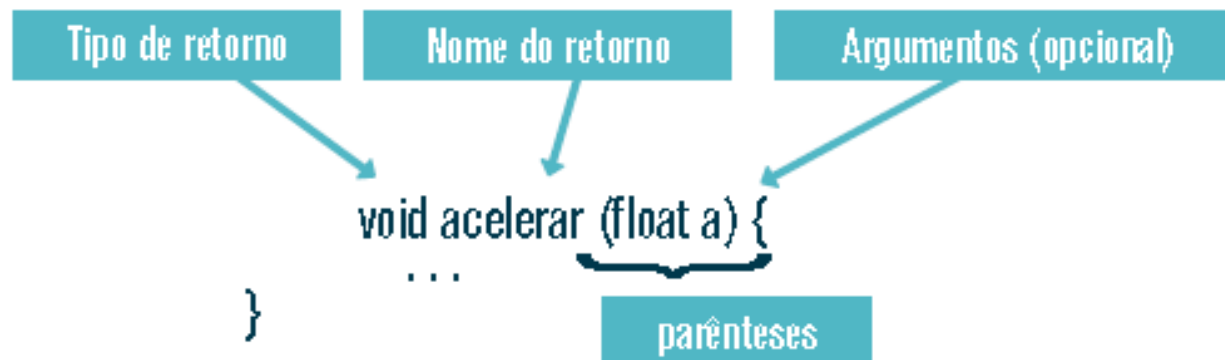 Tipo de retorno
Nome do retorno
Argumentos (opcional)
void acelerar (float a) {
. . .
}
parênteses